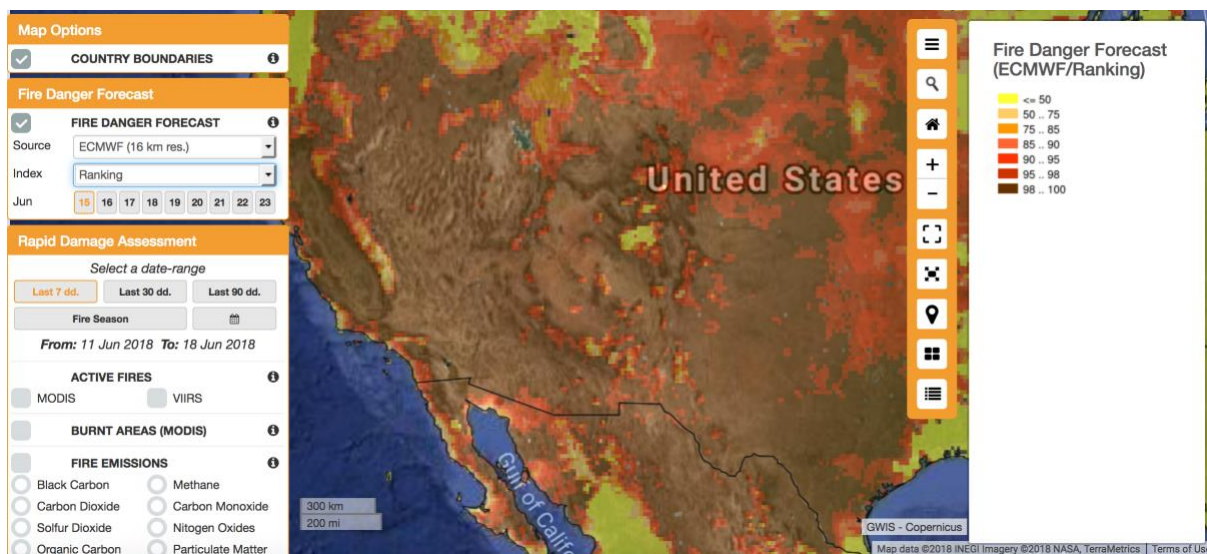 Map Options
COUNTRY BOUNDARIES
Fire Danger Forecast
FIRE DANGER FORECAST
Source ECMWF (16 km res.)
Index Ranking
Jun 15 16 17 18 19 20 21 22 23
Rapid Damage Assessment
Select a date-range
Last 7 dd. Last 30 dd. Last 90 dd.
Fire Season
From: 11 Jun 2018 To: 18 Jun 2018
ACTIVE FIRES
MODIS VIIRS
BURNT AREAS (MODIS)
FIRE EMISSIONS
Black Carbon Methane
Carbon Dioxide Carbon Monoxide
Solfur Dioxide Nitogen Oxides
Organic Carbon Particulate Matter
United States
Gulf of Califo
300 km
200 mi
GWIS - Copernicus
Map data ©2018 INEGI Imagery ©2018 NASA, TerraMetrics Terms of Us
Fire Danger Forecast
(ECMWF/Ranking)
<= 50
50 .. 75
75 .. 85
85 .. 90
90 .. 95
95 .. 98
98 .. 100